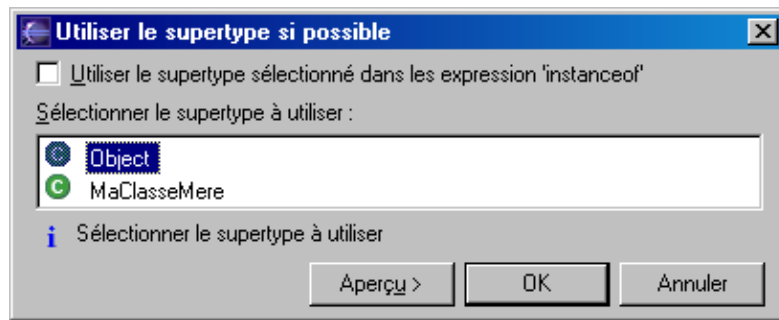 Utiliser le supertype si possible
Utiliser le supertype sélectionné dans les expression 'instanceof'
Sélectionner le supertype à utiliser :
Object
MaClasseMere
Sélectionner le supertype à utiliser
Aperçu > OK Annuler